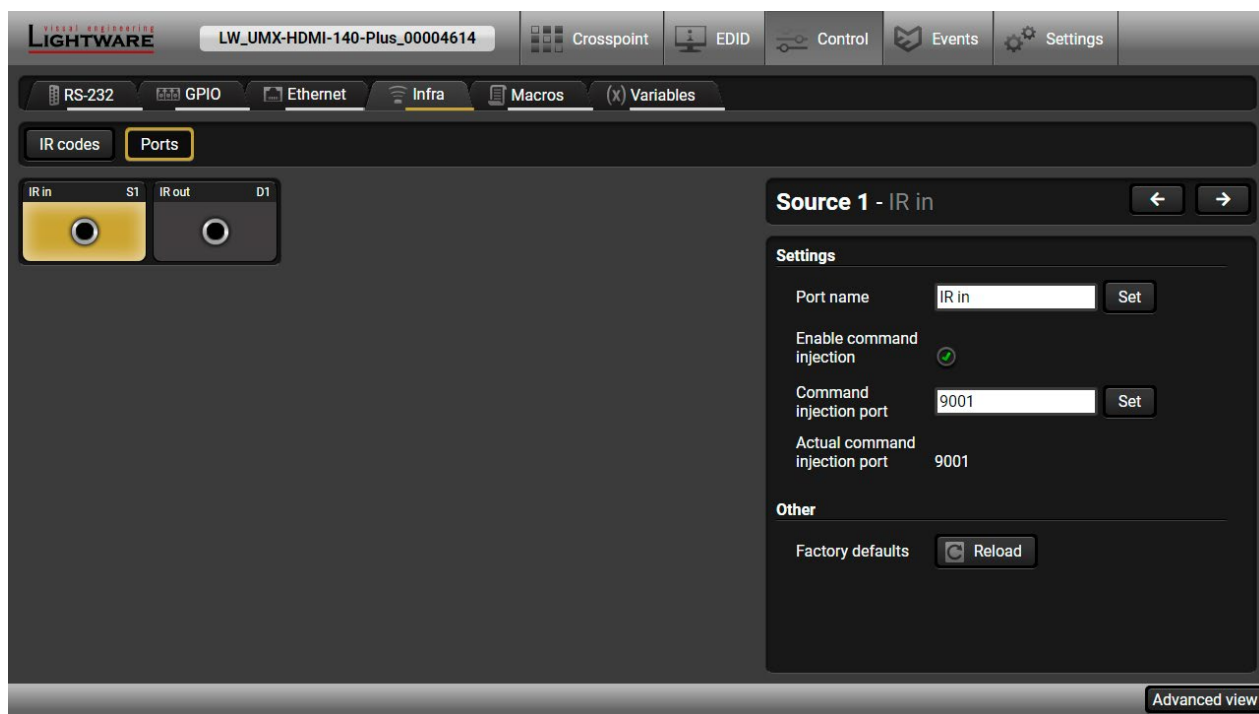 visual engineering
LIGHTWARE
LW_UMX-HDMI-140-Plus_00004614
Crosspoint
EDID
Control
Events
Settings
RS-232
GPIO
Ethernet
Infra
Macros
(x) Variables
IR codes
Ports
IR in S1
IR out D1
Source 1 - IR in
Settings
Port name
IR in
Set
Enable command
injection
Command
injection port
9001
Set
Actual command
injection port
9001
Other
Factory defaults
Reload
Advanced view